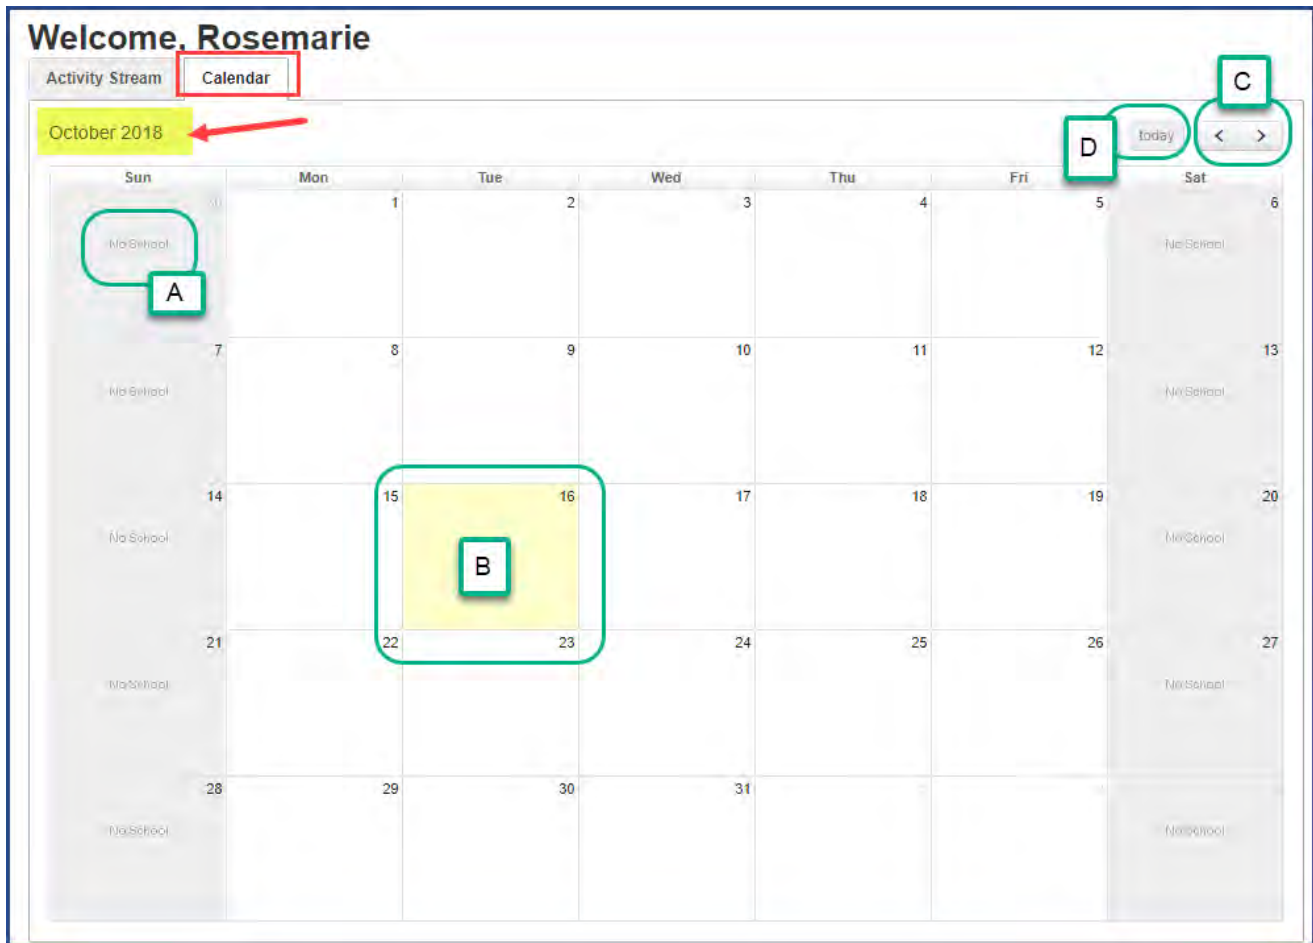 Welcome, Rosemarie
Activity Stream Calendar
C
October 2018
D today < >
Sun Mon Tue Wed Thu Fri Sat
1 2 3 4 5 6
No School No School
A
7 8 9 10 11 12 13
No School No School
14 15 16 17 18 19 20
No School No School
B
21 22 23 24 25 26 27
No School No School
28 29 30 31
No School No School